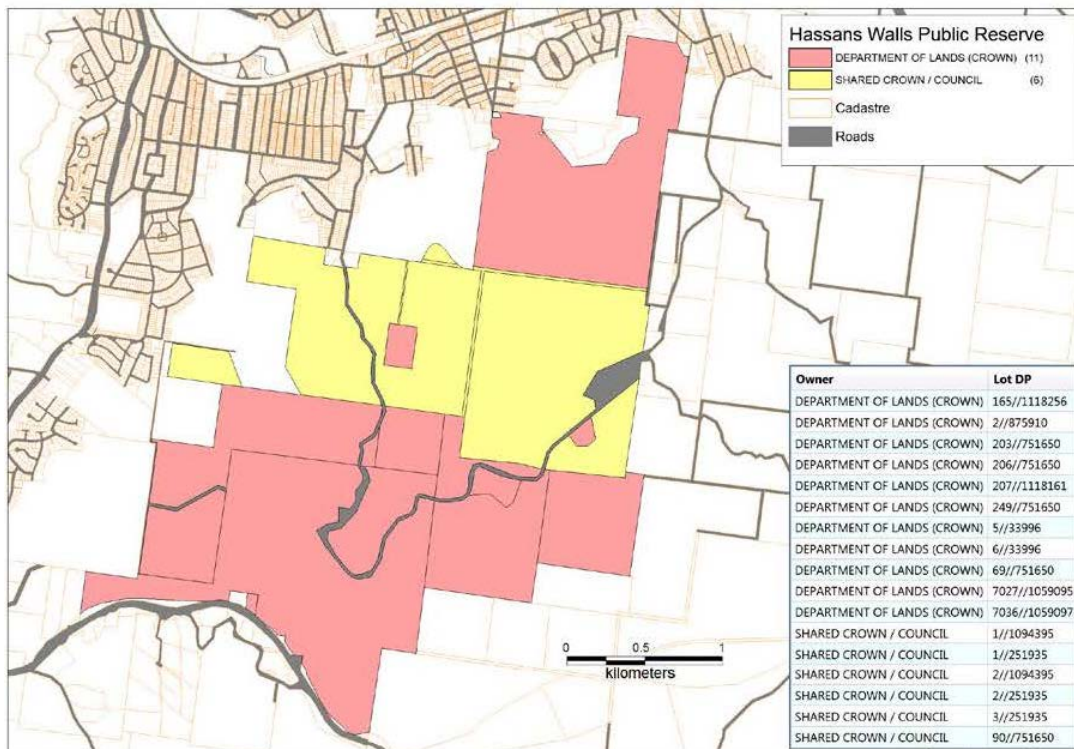 Hassans Walls Public Reserve
DEPARTMENT OF LANDS (CROWN) (11)
SHARED CROWN / COUNCIL (6)
Cadastre
Roads
Owner Lot DP
DEPARTMENT OF LANDS (CROWN) 165//1118256
DEPARTMENT OF LANDS (CROWN) 2//875910
DEPARTMENT OF LANDS (CROWN) 203//751650
DEPARTMENT OF LANDS (CROWN) 206//751650
DEPARTMENT OF LANDS (CROWN) 207//1118161
DEPARTMENT OF LANDS (CROWN) 249//751650
DEPARTMENT OF LANDS (CROWN) 5//33996
DEPARTMENT OF LANDS (CROWN) 6//33996
DEPARTMENT OF LANDS (CROWN) 69//751650
DEPARTMENT OF LANDS (CROWN) 7027//1059095
DEPARTMENT OF LANDS (CROWN) 7036//1059097
SHARED CROWN / COUNCIL 1//1094395
SHARED CROWN / COUNCIL 1//251935
SHARED CROWN / COUNCIL 2//1094395
SHARED CROWN / COUNCIL 2//251935
SHARED CROWN / COUNCIL 3//251935
SHARED CROWN / COUNCIL 90//751650
0 0.5 1
kilometers